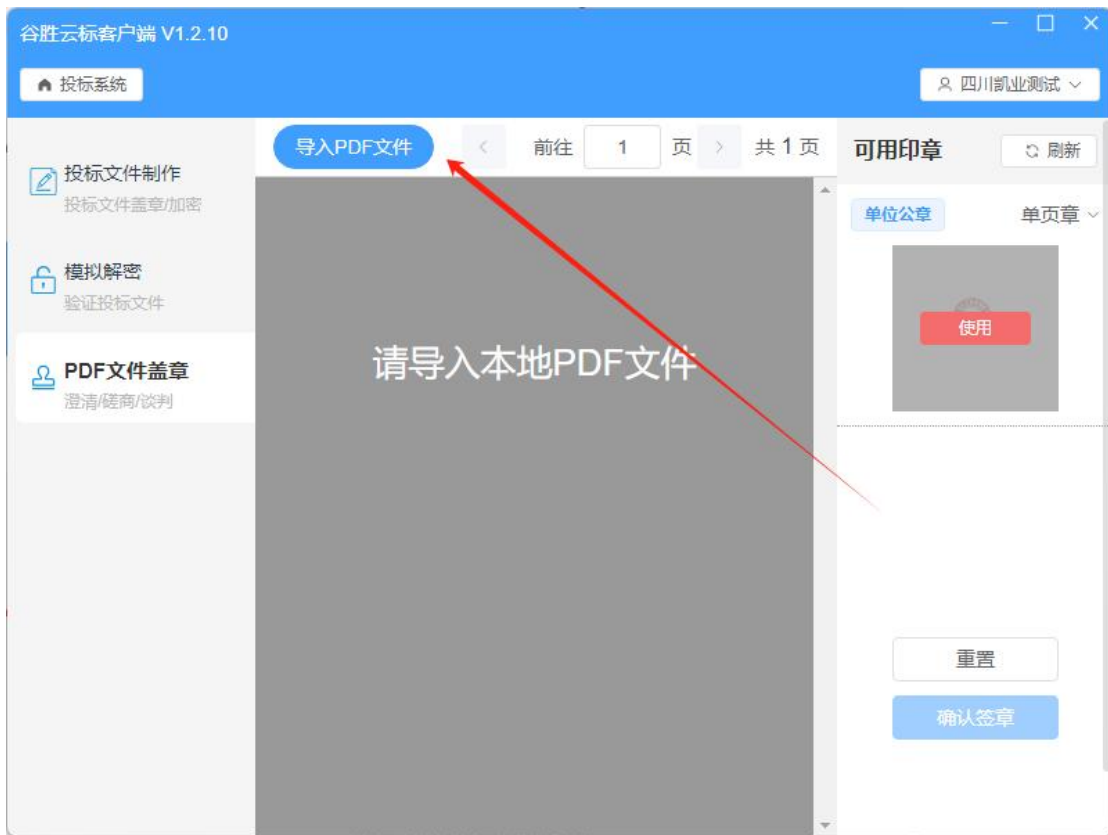 谷胜云标客户端 V1.2.10
投标系统
四川凯业测试
导入PDF文件
前往 1 页
共 1 页
可用印章
刷新
投标文件制作
投标文件盖章/加密
模拟解密
验证投标文件
PDF文件盖章
澄清/磋商/谈判
请导入本地PDF文件
单位公章
单页章
使用
重置
确认签章